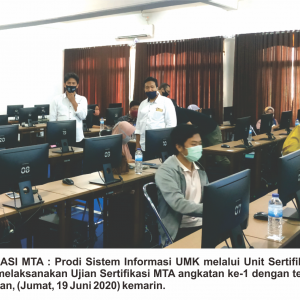 ASI MTA : Prodi Sistem Informasi UMK melalui Unit Sertifik
melaksanakan Ujian Sertifikasi MTA angkatan ke-1 dengan te
an, (Jumat, 19 Juni 2020) kemarin.